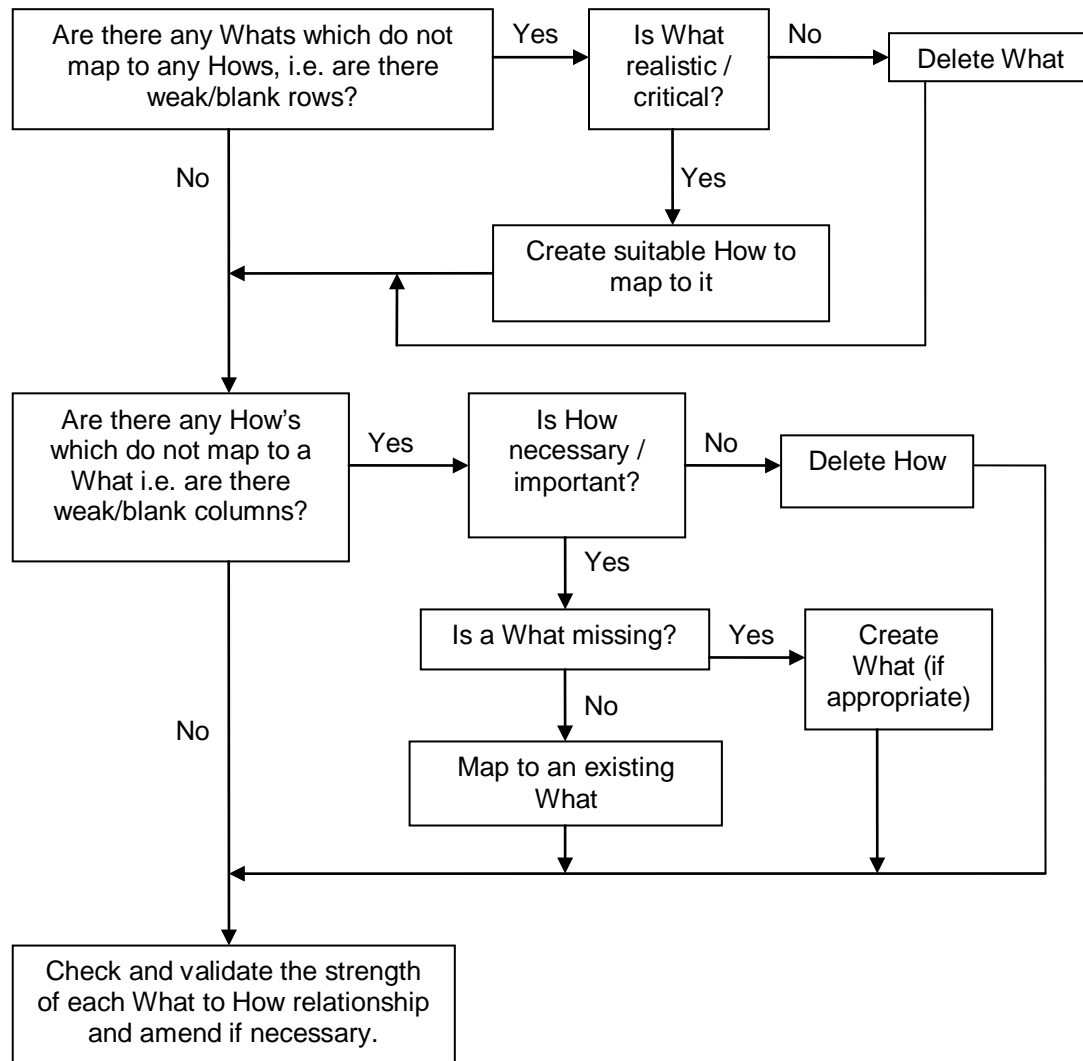 Are there any Whats which do not
map to any Hows, i.e. are there
weak/blank rows?
Yes
Is What
realistic /
critical?
No
Delete What
No
Yes
Create suitable How to
map to it
Are there any How’s
which do not map to a
What i.e. are there
weak/blank columns?
Yes
Is How
necessary /
important?
No
Delete How
Yes
Is a What missing?
Yes
Create
What (if
appropriate)
No
No
Map to an existing
What
Check and validate the strength
of each What to How relationship
and amend if necessary.